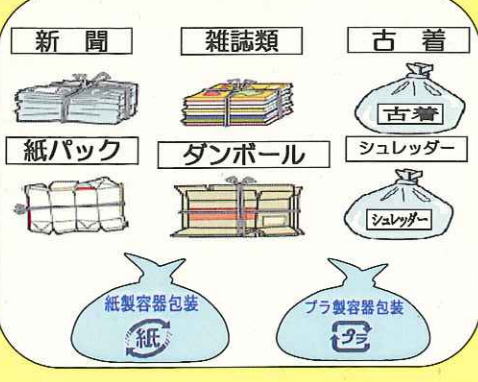 新聞
雑誌類
古着
古着
紙パック
ダンボール
シュレッダー
シュレッダー
紙製容器包装
紙
プラ製容器包装
プラ